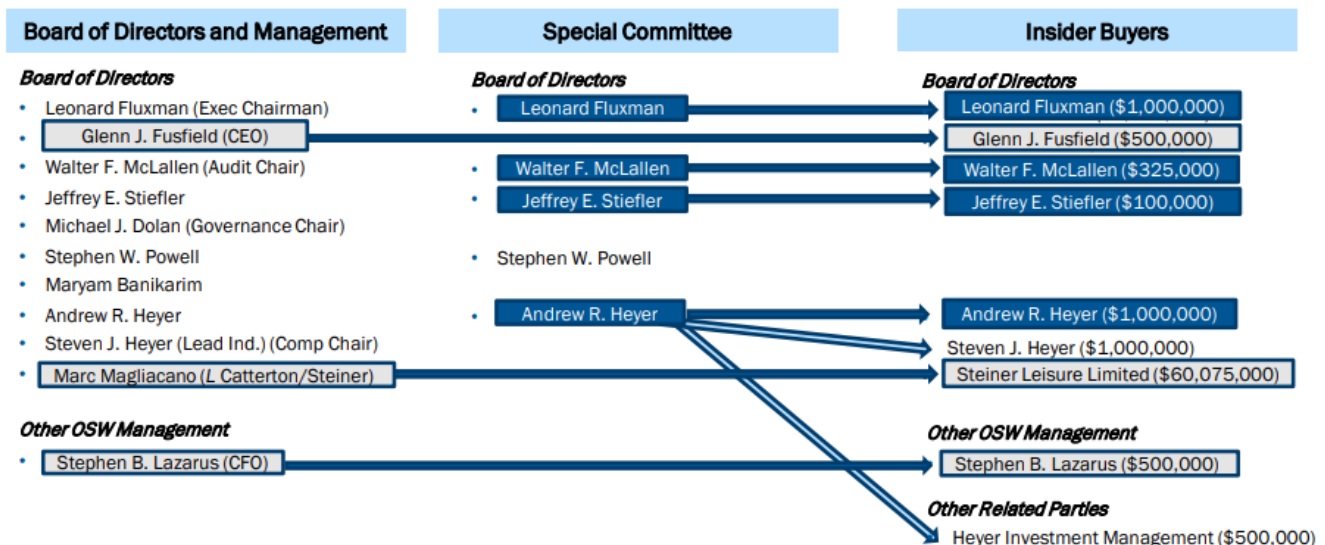 Board of Directors and Management
Special Committee
Insider Buyers
Board of Directors
• Leonard Fluxman (Exec Chairman)
• Glenn J. Fusfield (CEO)
• Walter F. McLallen (Audit Chair)
• Jeffrey E. Stiefler
• Michael J. Dolan (Governance Chair)
• Stephen W. Powell
• Maryam Banikarim
• Andrew R. Heyer
• Steven J. Heyer (Lead Ind.) (Comp Chair)
• Marc Magliacano (L Catterton/Steiner)
Other OSW Management
• Stephen B. Lazarus (CFO)
Board of Directors
• Leonard Fluxman
• Walter F. McLallen
• Jeffrey E. Stiefler
• Stephen W. Powell
• Andrew R. Heyer
Board of Directors
Leonard Fluxman ($1,000,000)
Glenn J. Fusfield ($500,000)
Walter F. McLallen ($325,000)
Jeffrey E. Stiefler ($100,000)
Andrew R. Heyer ($1,000,000)
Steven J. Heyer ($1,000,000)
Steiner Leisure Limited ($60,075,000)
Other OSW Management
Stephen B. Lazarus ($500,000)
Other Related Parties
Heyer Investment Management ($500,000)